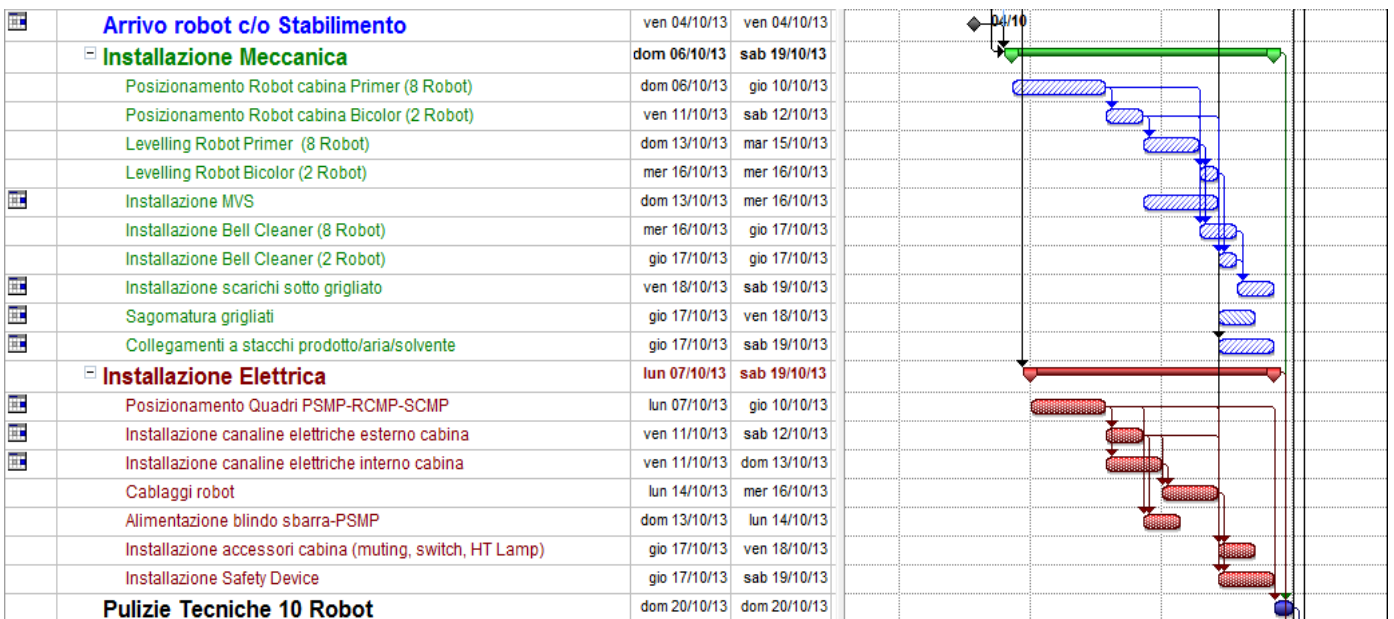 Arrivo robot c/o Stabilimento ven 04/10/13 ven 04/10/13 04/10
Installazione Meccanica dom 06/10/13 sab 19/10/13
Posizionamento Robot cabina Primer (8 Robot) dom 06/10/13 gio 10/10/13
Posizionamento Robot cabina Bicolor (2 Robot) ven 11/10/13 sab 12/10/13
Levelling Robot Primer (8 Robot) dom 13/10/13 mar 15/10/13
Levelling Robot Bicolor (2 Robot) mer 16/10/13 mer 16/10/13
Installazione MVS dom 13/10/13 mer 16/10/13
Installazione Bell Cleaner (8 Robot) mer 16/10/13 gio 17/10/13
Installazione Bell Cleaner (2 Robot) gio 17/10/13 gio 17/10/13
Installazione scarichi sotto grigliato ven 18/10/13 sab 19/10/13
Sagomatura grigliati gio 17/10/13 ven 18/10/13
Collegamenti a stacchi prodotto/aria/solvente gio 17/10/13 sab 19/10/13
Installazione Elettrica lun 07/10/13 sab 19/10/13
Posizionamento Quadri PSMP-RCMP-SCMP lun 07/10/13 gio 10/10/13
Installazione canaline elettriche esterno cabina ven 11/10/13 sab 12/10/13
Installazione canaline elettriche interno cabina ven 11/10/13 dom 13/10/13
Cablaggi robot lun 14/10/13 mer 16/10/13
Alimentazione blindo sbarra-PSMP dom 13/10/13 lun 14/10/13
Installazione accessori cabina (muting, switch, HT Lamp) gio 17/10/13 ven 18/10/13
Installazione Safety Device gio 17/10/13 sab 19/10/13
Pulizie Tecniche 10 Robot dom 20/10/13 dom 20/10/13